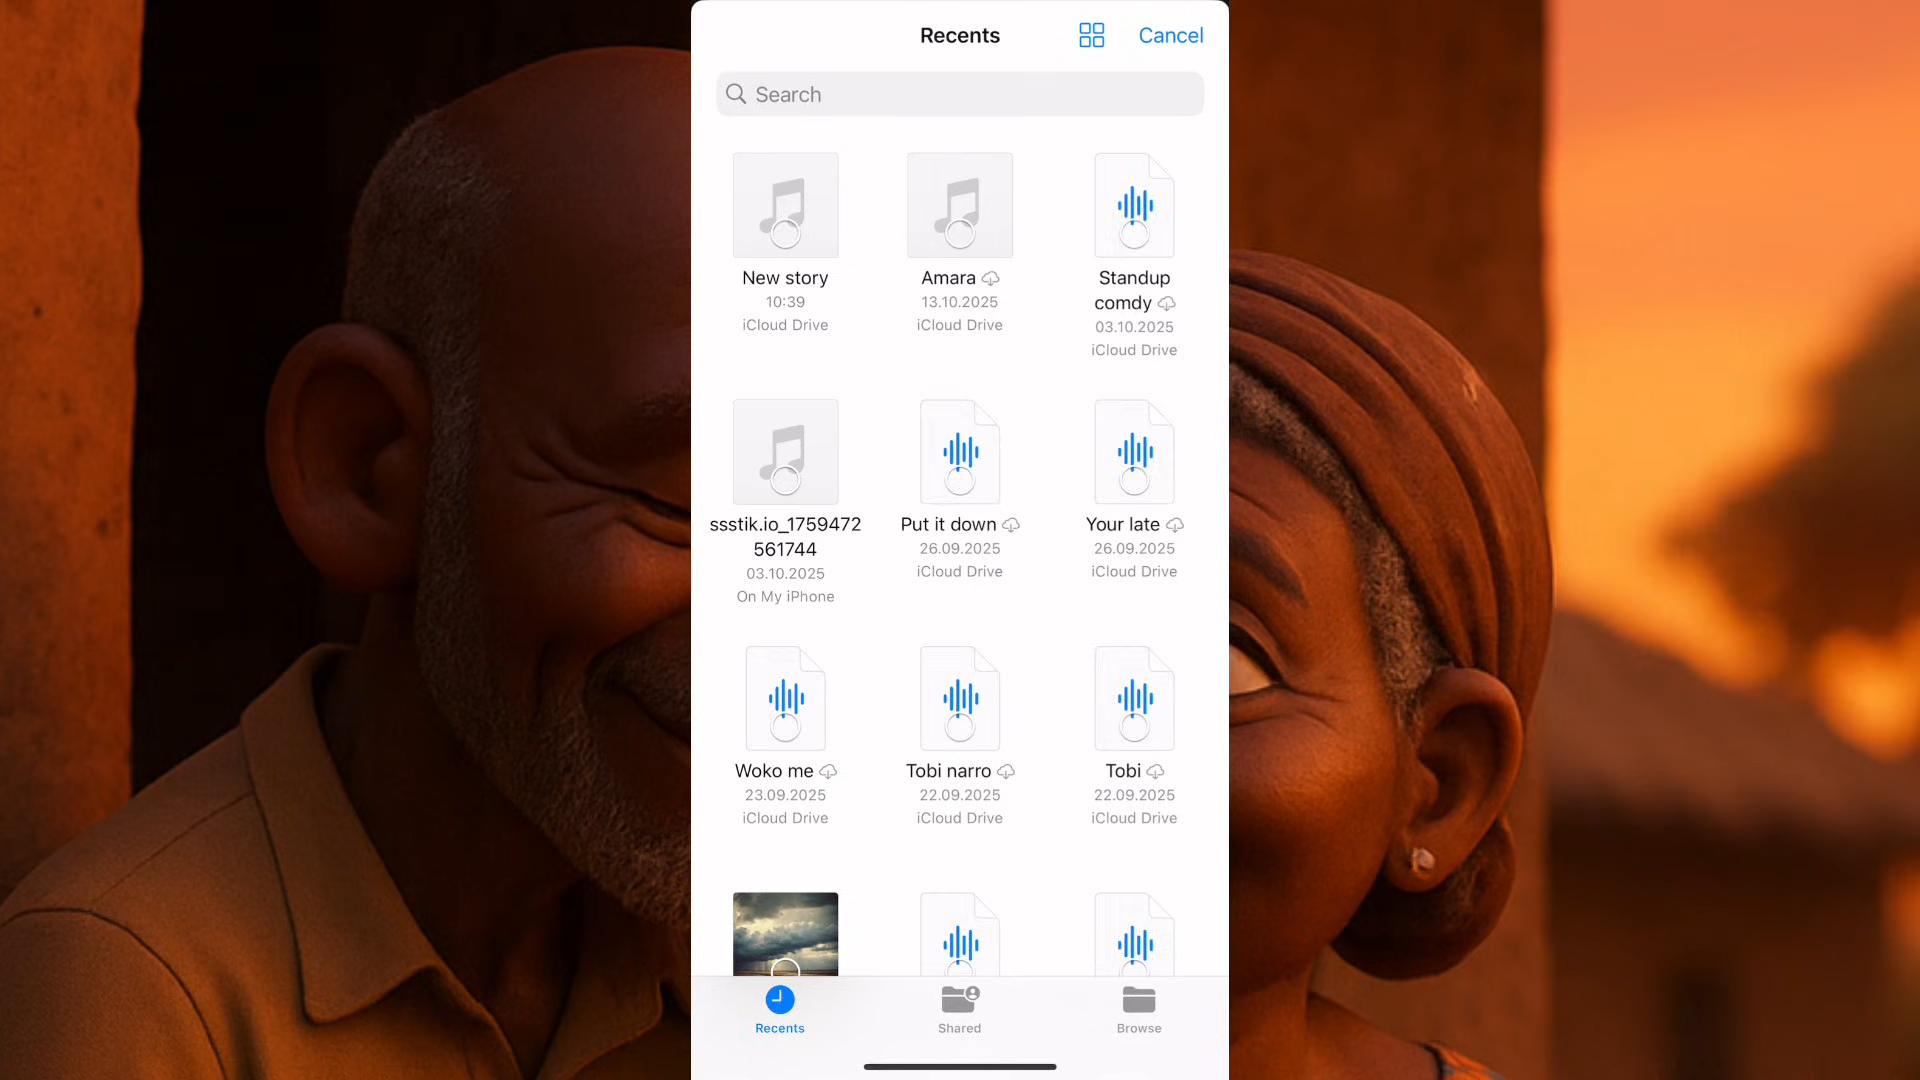 Recents
Cancel
Search
New story
10:39
iCloud Drive
Amara
13.10.2025
iCloud Drive
Standup
comdy
03.10.2025
iCloud Drive
ssstik.io_1759472
561744
03.10.2025
On My iPhone
Put it down
26.09.2025
iCloud Drive
Your late
26.09.2025
iCloud Drive
Woko me
23.09.2025
iCloud Drive
Tobi narro
22.09.2025
iCloud Drive
Tobi
22.09.2025
iCloud Drive
Recents
Shared
Browse